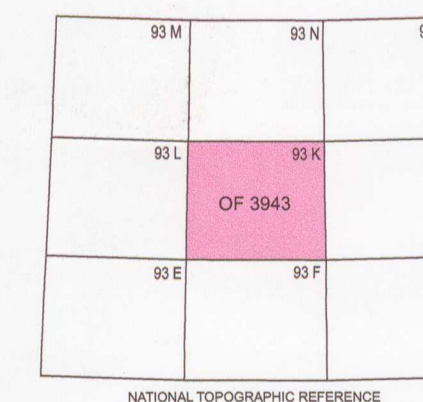 93 M 93 N
93 L 93 K
OF 3943
93 E 93 F
NATIONAL TOPOGRAPHIC REFERENCE